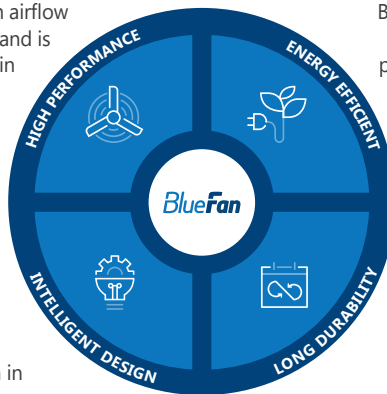 n airflow
and is
in
B
p
HIGH PERFORMANCE
ENERGY EFFICIENT
BlueFan
INTELLIGENT DESIGN
LONG DURABILITY
in